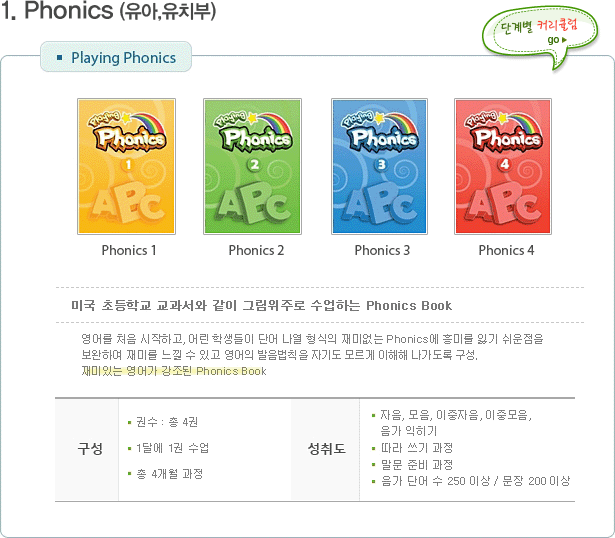 1. Phonics (유아,유치부)
단계별 커리큘럼
go
Playing Phonics
Playing Phonics 1 ABC
Playing Phonics 2 ABC
Playing Phonics 3 ABC
Playing Phonics 4 ABC
Phonics 1
Phonics 2
Phonics 3
Phonics 4
미국 초등학교 교과서와 같이 그림위주로 수업하는 Phonics Book
영어를 처음 시작하고, 어린 학생들이 단어 나열 형식의 재미없는 Phonics에 흥미를 잃기 쉬운점을
보완하여 재미를 느낄 수 있고 영어의 발음법칙을 자기도 모르게 이해해 나가도록 구성.
재미있는 영어가 강조된 Phonics Book
구성
권수 : 총 4권
1달에 1권 수업
총 4개월 과정
성취도
자음, 모음, 이중자음, 이중모음,
음가 익히기
따라 쓰기 과정
말문 준비 과정
음가 단어 수 250 이상 / 문장 200 이상